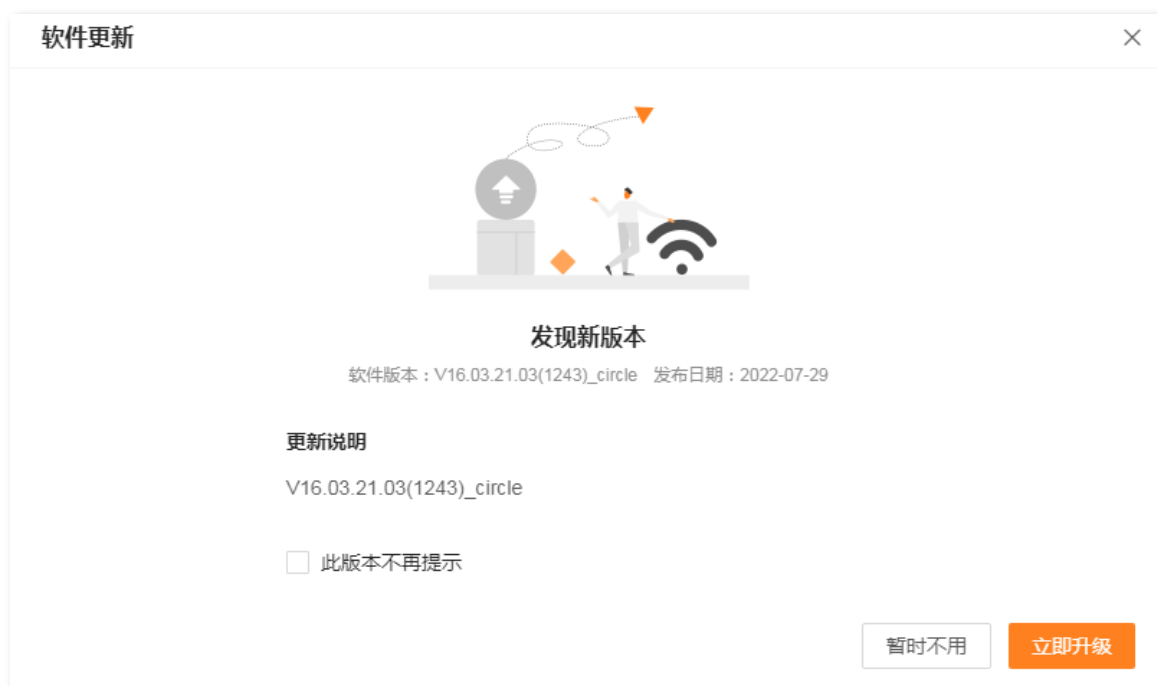 软件更新
发现新版本
软件版本：V16.03.21.03(1243)_circle 发布日期：2022-07-29
更新说明
V16.03.21.03(1243)_circle
此版本不再提示
暂时不用 立即升级